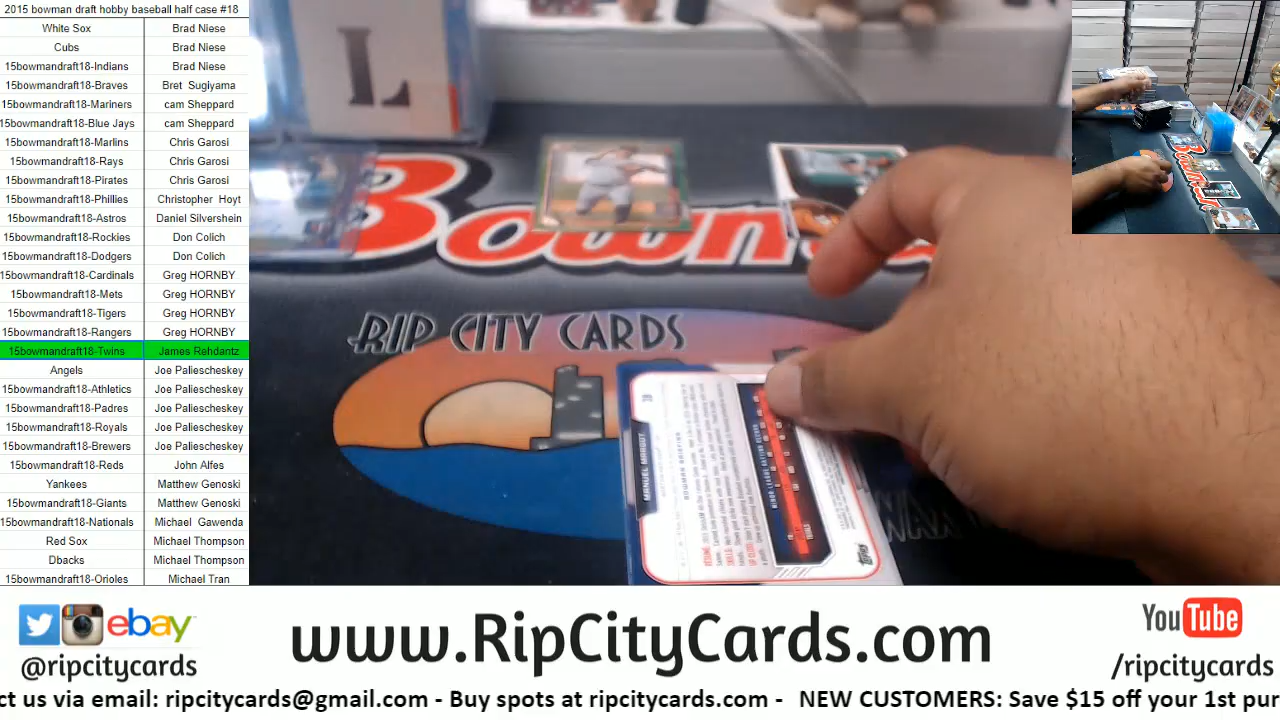 2015 bowman draft hobby baseball half case #18
White Sox Brad Niese
Cubs Brad Niese
15bowmandraft18-Indians Brad Niese
15bowmandraft18-Braves Bret Sugiyama
15bowmandraft18-Mariners cam Sheppard
15bowmandraft18-Blue Jays cam Sheppard
15bowmandraft18-Marlins Chris Garosi
15bowmandraft18-Rays Chris Garosi
15bowmandraft18-Pirates Chris Garosi
15bowmandraft18-Phillies Christopher Hoyt
15bowmandraft18-Astros Daniel Silvershein
15bowmandraft18-Rockies Don Colich
15bowmandraft18-Dodgers Don Colich
15bowmandraft18-Cardinals Greg HORNBY
15bowmandraft18-Mets Greg HORNBY
15bowmandraft18-Tigers Greg HORNBY
15bowmandraft18-Rangers Greg HORNBY
15bowmandraft18-Twins James Rehdantz
Angels Joe Paliescheskey
15bowmandraft18-Athletics Joe Paliescheskey
15bowmandraft18-Padres Joe Paliescheskey
15bowmandraft18-Royals Joe Paliescheskey
15bowmandraft18-Brewers Joe Paliescheskey
15bowmandraft18-Reds John Alfes
Yankees Matthew Genoski
15bowmandraft18-Giants Matthew Genoski
15bowmandraft18-Nationals Michael Gawenda
Red Sox Michael Thompson
Dbacks Michael Thompson
15bowmandraft18-Orioles Michael Tran
L
Bown
RIP CITY CARDS
MANUEL MARGOT
Topps
WAX
Bowm
ebay
@ripcitycards
www.RipCityCards.com
YouTube
/ripcitycards
ct us via email: ripcitycards@gmail.com - Buy spots at ripcitycards.com - NEW CUSTOMERS: Save $15 off your 1st pur